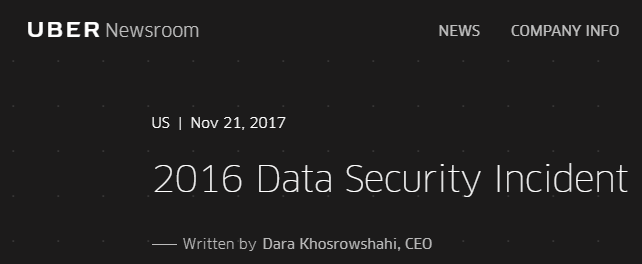 UBER Newsroom NEWS COMPANY INFO
US | Nov 21, 2017
2016 Data Security Incident
Written by Dara Khosrowshahi, CEO